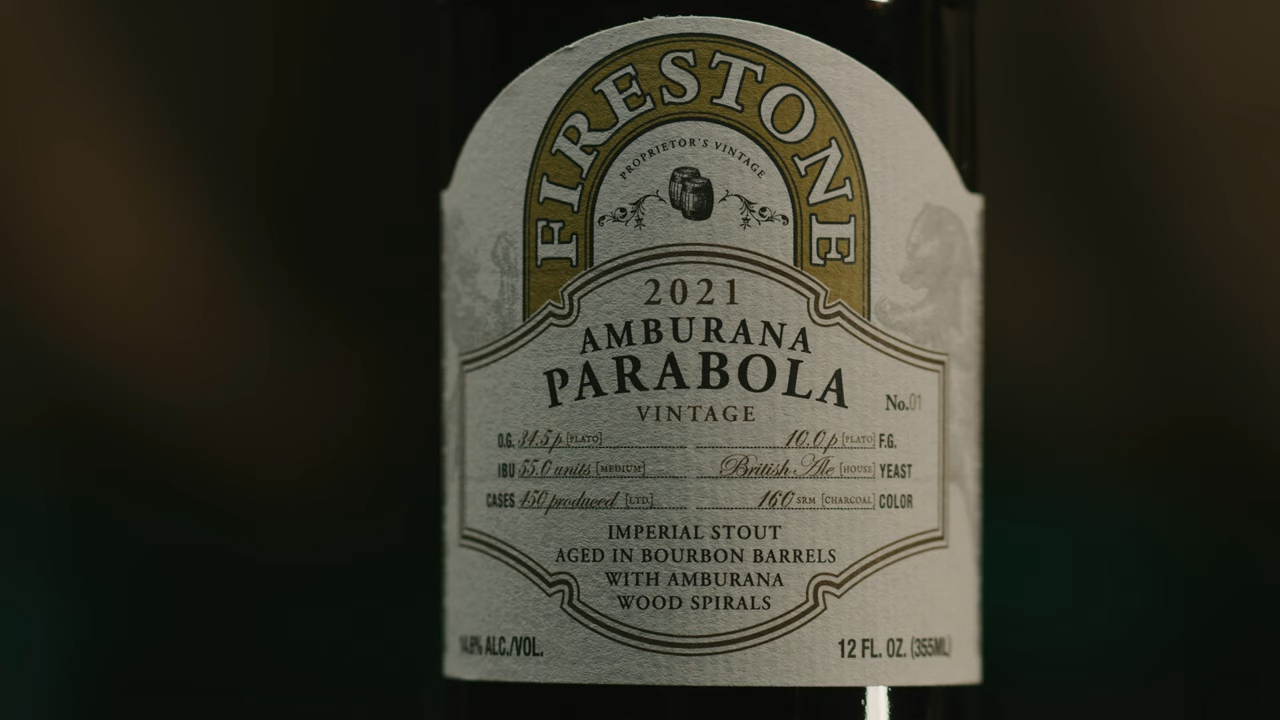 FIRESTONE
PROPRIETOR'S VINTAGE
2021
AMBURANA
PARABOLA
VINTAGE
No.01
O.G. 34.5 p [PLATO] 10.0 p [PLATO] F.G.
IBU 55.0 units [MEDIUM] British Ale [HOUSE] YEAST
CASES 450 produced [LTD.] 160 SRM [CHARCOAL] COLOR
IMPERIAL STOUT
AGED IN BOURBON BARRELS
WITH AMBURANA
WOOD SPIRALS
ALC./VOL. 12 FL. OZ. (355ML)